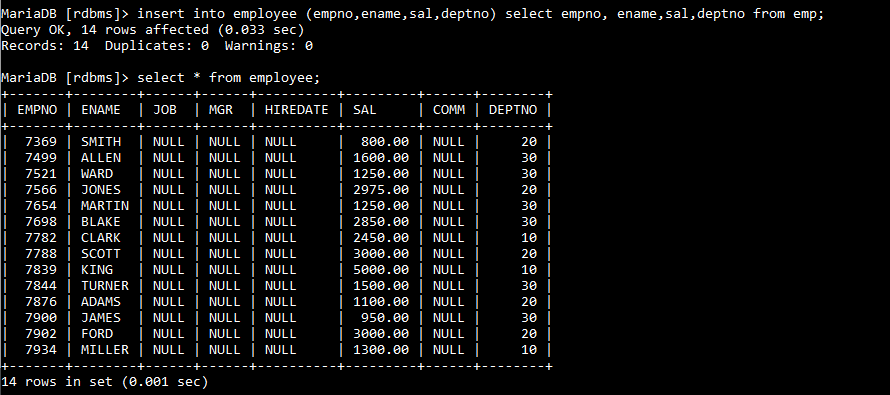 MariaDB [rdbms]> insert into employee (empno,ename,sal,deptno) select empno, ename,sal,deptno from emp;
Query OK, 14 rows affected (0.033 sec)
Records: 14  Duplicates: 0  Warnings: 0

MariaDB [rdbms]> select * from employee;
+-------+--------+------+------+----------+---------+------+--------+
| EMPNO | ENAME  | JOB  | MGR  | HIREDATE | SAL     | COMM | DEPTNO |
+-------+--------+------+------+----------+---------+------+--------+
|  7369 | SMITH  | NULL | NULL | NULL     |  800.00 | NULL |     20 |
|  7499 | ALLEN  | NULL | NULL | NULL     | 1600.00 | NULL |     30 |
|  7521 | WARD   | NULL | NULL | NULL     | 1250.00 | NULL |     30 |
|  7566 | JONES  | NULL | NULL | NULL     | 2975.00 | NULL |     20 |
|  7654 | MARTIN | NULL | NULL | NULL     | 1250.00 | NULL |     30 |
|  7698 | BLAKE  | NULL | NULL | NULL     | 2850.00 | NULL |     30 |
|  7782 | CLARK  | NULL | NULL | NULL     | 2450.00 | NULL |     10 |
|  7788 | SCOTT  | NULL | NULL | NULL     | 3000.00 | NULL |     20 |
|  7839 | KING   | NULL | NULL | NULL     | 5000.00 | NULL |     10 |
|  7844 | TURNER | NULL | NULL | NULL     | 1500.00 | NULL |     30 |
|  7876 | ADAMS  | NULL | NULL | NULL     | 1100.00 | NULL |     20 |
|  7900 | JAMES  | NULL | NULL | NULL     |  950.00 | NULL |     30 |
|  7902 | FORD   | NULL | NULL | NULL     | 3000.00 | NULL |     20 |
|  7934 | MILLER | NULL | NULL | NULL     | 1300.00 | NULL |     10 |
+-------+--------+------+------+----------+---------+------+--------+
14 rows in set (0.001 sec)